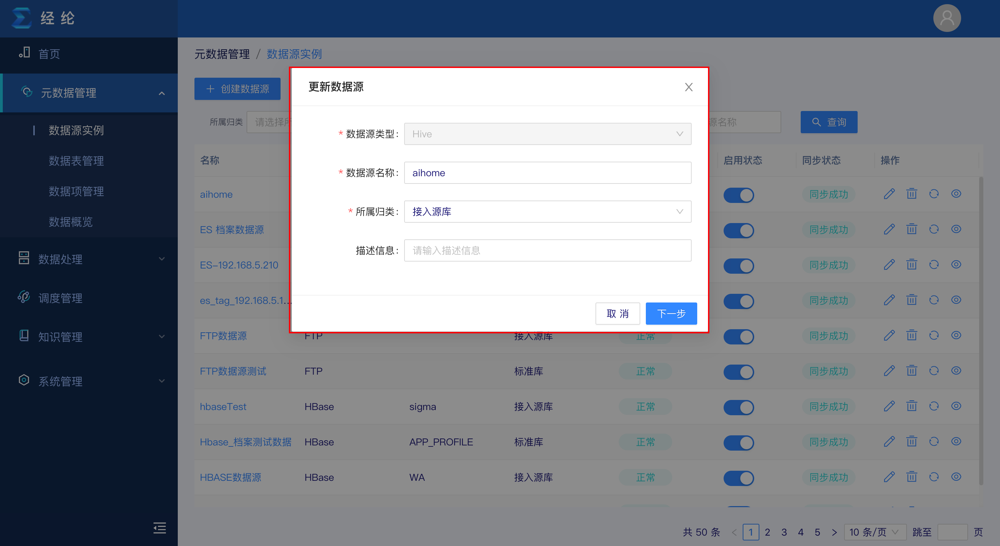 经 纶
首页
元数据管理
数据源实例
数据表管理
数据项管理
数据概览
数据处理
调度管理
知识管理
系统管理
元数据管理 / 数据源实例
+ 创建数据源
所属归类 请选择所
源名称 查询
名称 启用状态 同步状态 操作
aihome 同步成功
ES 档案数据源 同步成功
ES-192.168.5.210 同步成功
es_tag_192.168.5.1... 同步成功
FTP数据源 FTP 接入源库 正常 同步成功
FTP数据源测试 FTP 标准库 正常 同步成功
hbaseTest HBase sigma 接入源库 正常 同步成功
Hbase_档案测试数据 HBase APP_PROFILE 标准库 正常 同步成功
HBASE数据源 HBase WA 接入源库 正常 同步成功
共 50 条 < 1 2 3 4 5 > 10 条/页 跳至 页
更新数据源
* 数据源类型: Hive
* 数据源名称: aihome
* 所属归类: 接入源库
描述信息: 请输入描述信息
取 消 下一步